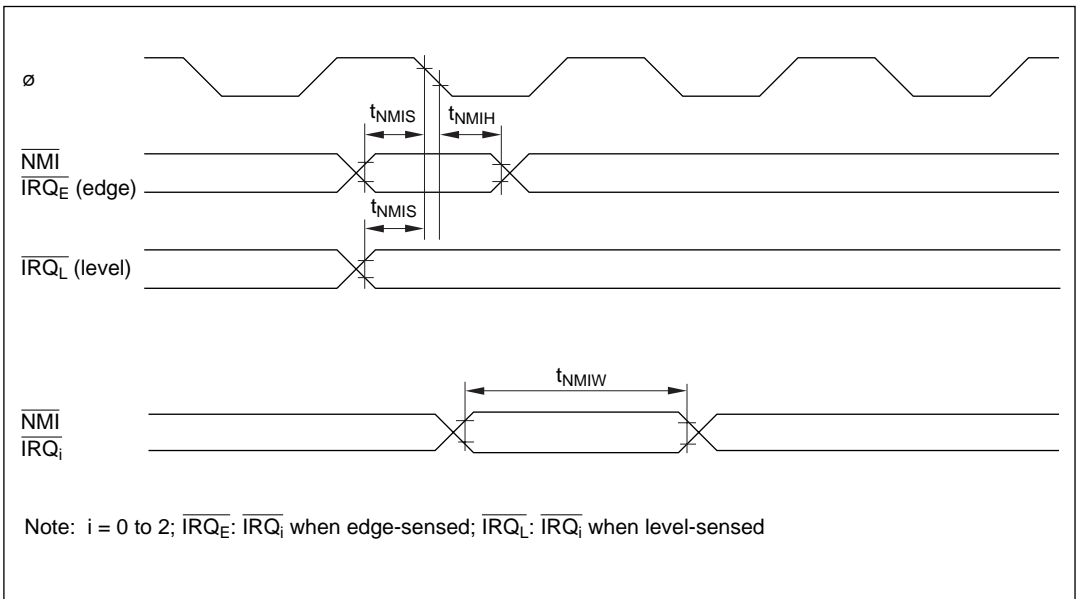 ø
tNMIS
tNMIH
NMI
IRQE (edge)
tNMIS
IRQL (level)
tNMIW
NMI
IRQi
Note: i = 0 to 2; IRQE: IRQi when edge-sensed; IRQL: IRQi when level-sensed